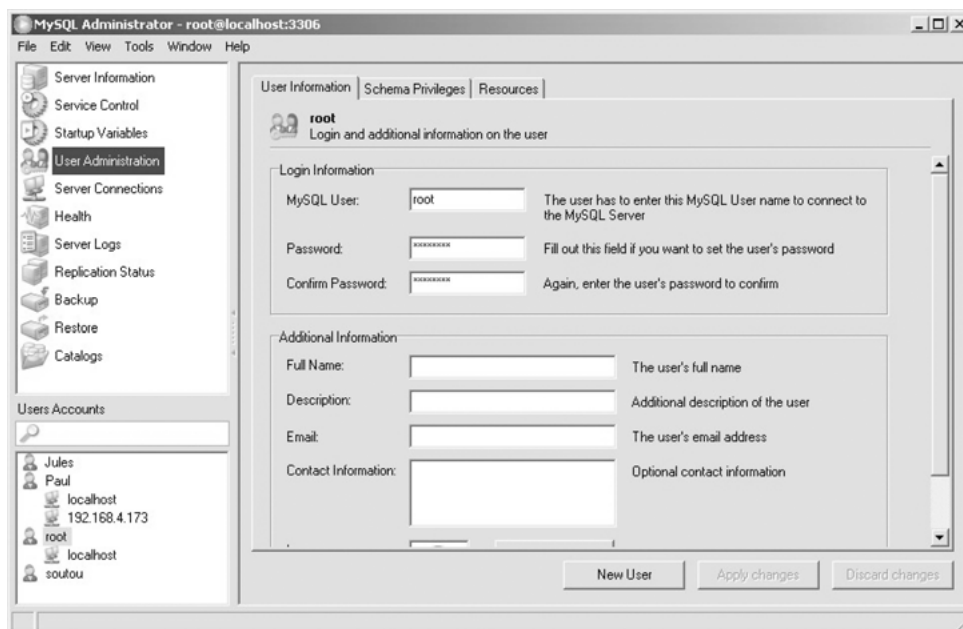 MySQL Administrator - root@localhost:3306
File Edit View Tools Window Help
Server Information
Service Control
Startup Variables
User Administration
Server Connections
Health
Server Logs
Replication Status
Backup
Restore
Catalogs
Users Accounts
Jules
Paul
localhost
192.168.4.173
root
localhost
soutou
User Information Schema Privileges Resources
root
Login and additional information on the user
Login Information
MySQL User: root The user has to enter this MySQL User name to connect to
the MySQL Server
Password: xxxxxxxx Fill out this field if you want to set the user's password
Confirm Password: xxxxxxxx Again, enter the user's password to confirm
Additional Information
Full Name: The user's full name
Description: Additional description of the user
Email: The user's email address
Contact Information: Optional contact information
New User Apply changes Discard changes